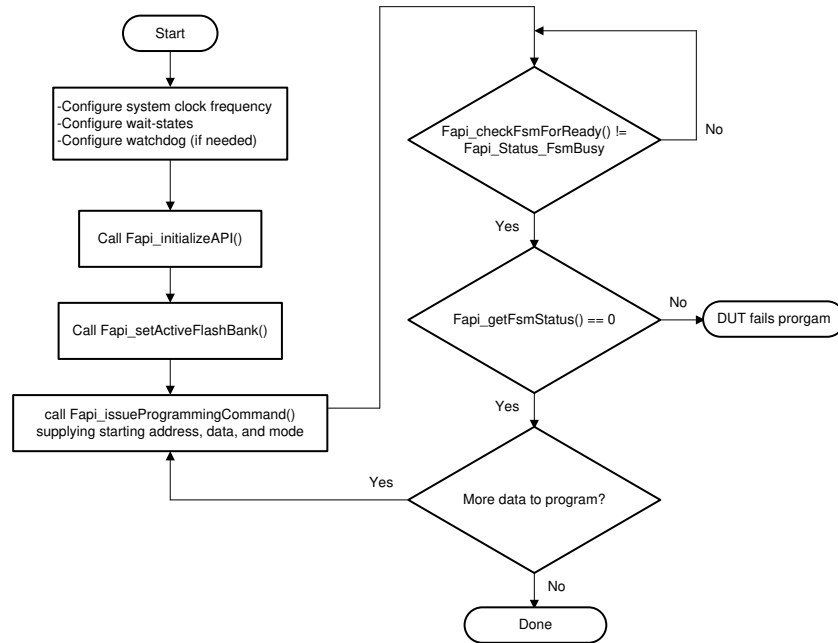 Start
-Configure system clock frequency
-Configure wait-states
-Configure watchdog (if needed)
Call Fapi_initializeAPI()
Call Fapi_setActiveFlashBank()
call Fapi_issueProgrammingCommand()
supplying starting address, data, and mode
Fapi_checkFsmForReady() !=
Fapi_Status_FsmBusy
No
Yes
Fapi_getFsmStatus() == 0
No
DUT fails prorgam
Yes
More data to program?
Yes
No
Done